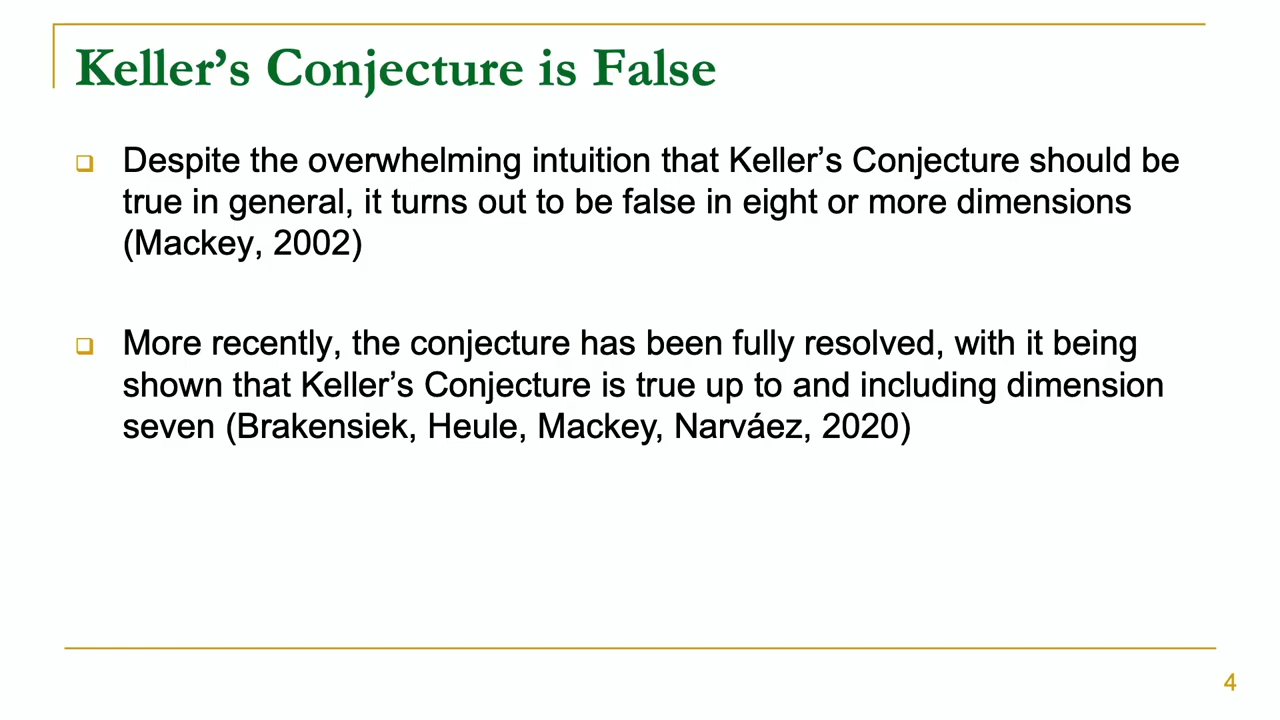 Keller’s Conjecture is False
Despite the overwhelming intuition that Keller’s Conjecture should be
true in general, it turns out to be false in eight or more dimensions
(Mackey, 2002)
More recently, the conjecture has been fully resolved, with it being
shown that Keller’s Conjecture is true up to and including dimension
seven (Brakensiek, Heule, Mackey, Narváez, 2020)
4